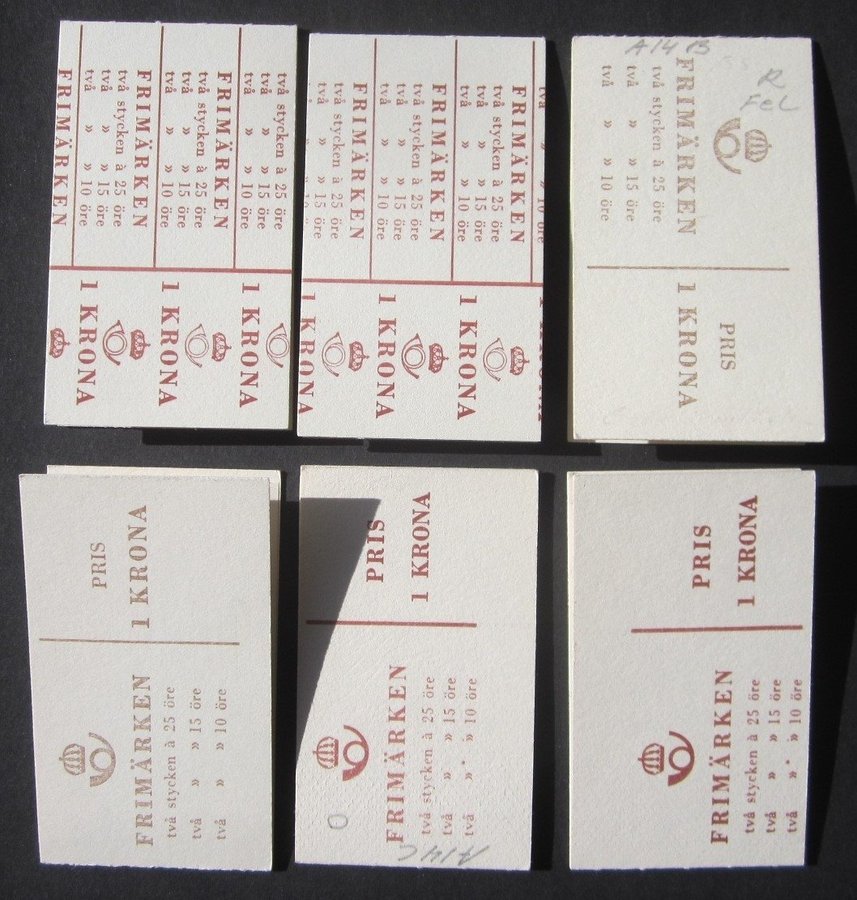 två stycken à 25 öre
två » » 15 öre
två » » 10 öre
1 KRONA
FRIMÄRKEN
två stycken à 25 öre
två » » 15 öre
två » » 10 öre
1 KRONA
FRIMÄRKEN
två stycken à 25 öre
två » » 15 öre
två » » 10 öre
1 KRONA
FRIMÄRKEN
två » » 10 öre
1 KRONA
FRIMÄRKEN
två stycken à 25 öre
två » » 15 öre
två » » 10 öre
1 KRONA
FRIMÄRKEN
två stycken à 25 öre
två » » 15 öre
två » » 10 öre
1 KRONA
FRIMÄRKEN
två stycken à 25 öre
två » » 15 öre
1 KRONA
A14 B
R
FEL
FRIMÄRKEN
två stycken à 25 öre
två » » 15 öre
två » » 10 öre
PRIS
1 KRONA
FRIMÄRKEN
två stycken à 25 öre
två » » 15 öre
två » » 10 öre
PRIS
1 KRONA
FRIMÄRKEN
två stycken à 25 öre
två » » 15 öre
två » » 10 öre
PRIS
1 KRONA
O
A14C
FRIMÄRKEN
två stycken à 25 öre
två » » 15 öre
två » » 10 öre
PRIS
1 KRONA